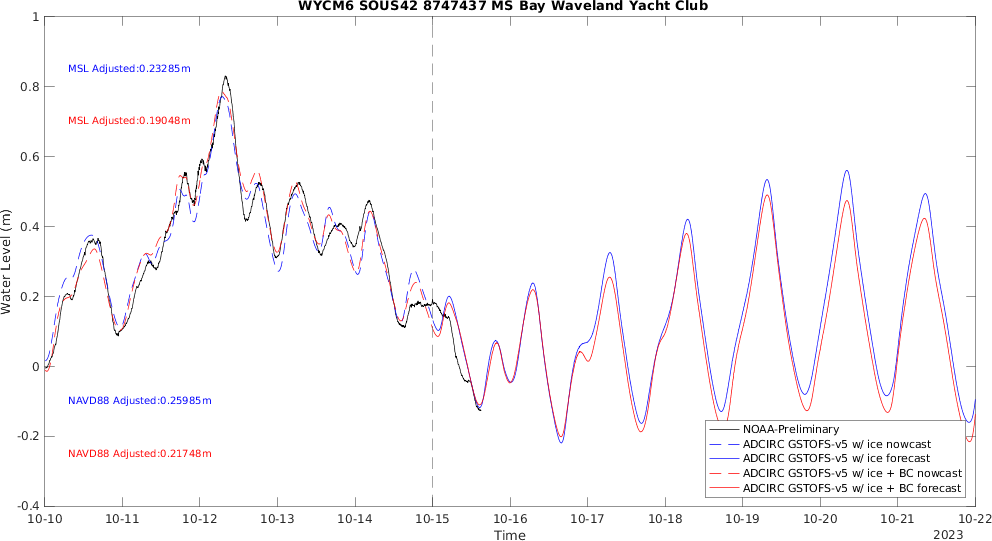 WYCM6 SOUS42 8747437 MS Bay Waveland Yacht Club
Water Level (m)
1
0.8
0.6
0.4
0.2
0
-0.2
-0.4
MSL Adjusted:0.23285m
MSL Adjusted:0.19048m
NAVD88 Adjusted:0.25985m
NAVD88 Adjusted:0.21748m
NOAA-Preliminary
ADCIRC GSTOFS-v5 w/ ice nowcast
ADCIRC GSTOFS-v5 w/ ice forecast
ADCIRC GSTOFS-v5 w/ ice + BC nowcast
ADCIRC GSTOFS-v5 w/ ice + BC forecast
10-10 10-11 10-12 10-13 10-14 10-15 10-16 10-17 10-18 10-19 10-20 10-21 10-22
Time
2023